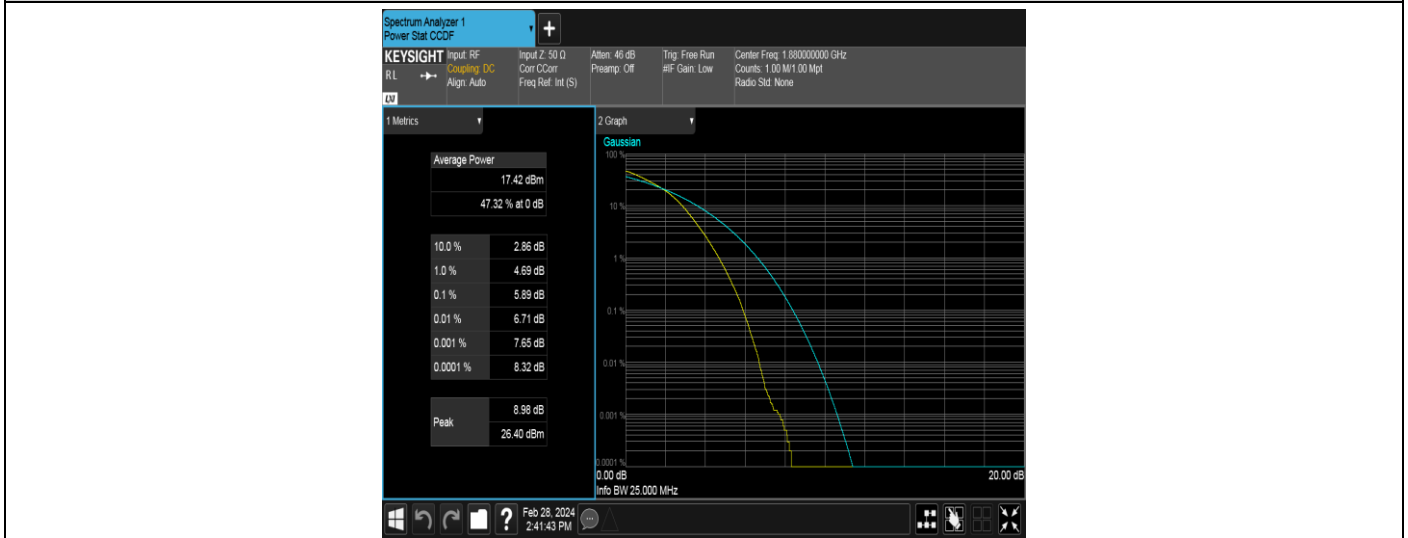 Spectrum Analyzer 1
Power Stat CCDF
+
KEYSIGHT
RL
LXI
Input: RF
Coupling: DC
Align: Auto
Input Z: 50 Ω
Corr CCorr
Freq Ref: Int (S)
Atten: 46 dB
Preamp: Off
Trig: Free Run
#IF Gain: Low
Center Freq: 1.880000000 GHz
Counts: 1.00 M/1.00 Mpt
Radio Std: None
1 Metrics
Average Power
17.42 dBm
47.32 % at 0 dB
10.0 % 2.86 dB
1.0 % 4.69 dB
0.1 % 5.89 dB
0.01 % 6.71 dB
0.001 % 7.65 dB
0.0001 % 8.32 dB
Peak
8.98 dB
26.40 dBm
2 Graph
Gaussian
100 %
10 %
1 %
0.1 %
0.01 %
0.001 %
0.0001 %
0.00 dB
20.00 dB
Info BW 25.000 MHz
?
Feb 28, 2024
2:41:43 PM